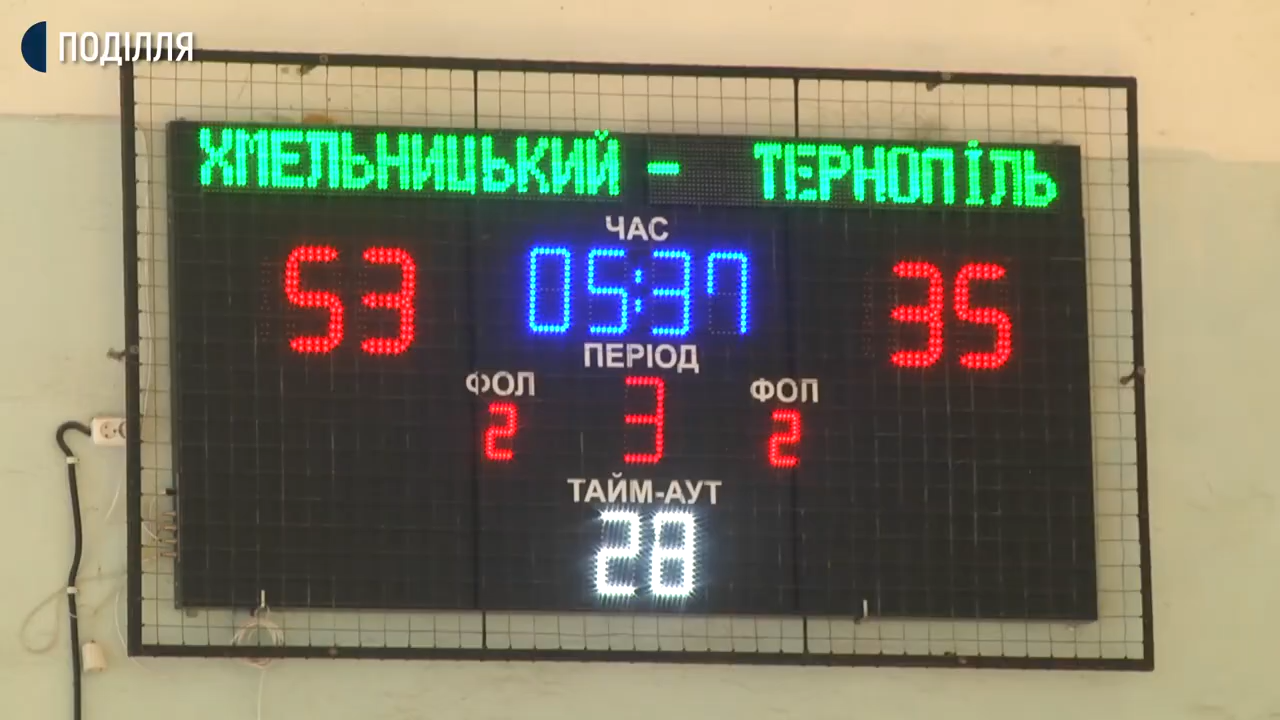 ПОДІЛЛЯ
ХМЕЛЬНИЦЬКИЙ - ТЕРНОПІЛЬ
ЧАС
53 05:37 35
ПЕРІОД
ФОЛ 3 ФОЛ
2 2
ТАЙМ-АУТ
28